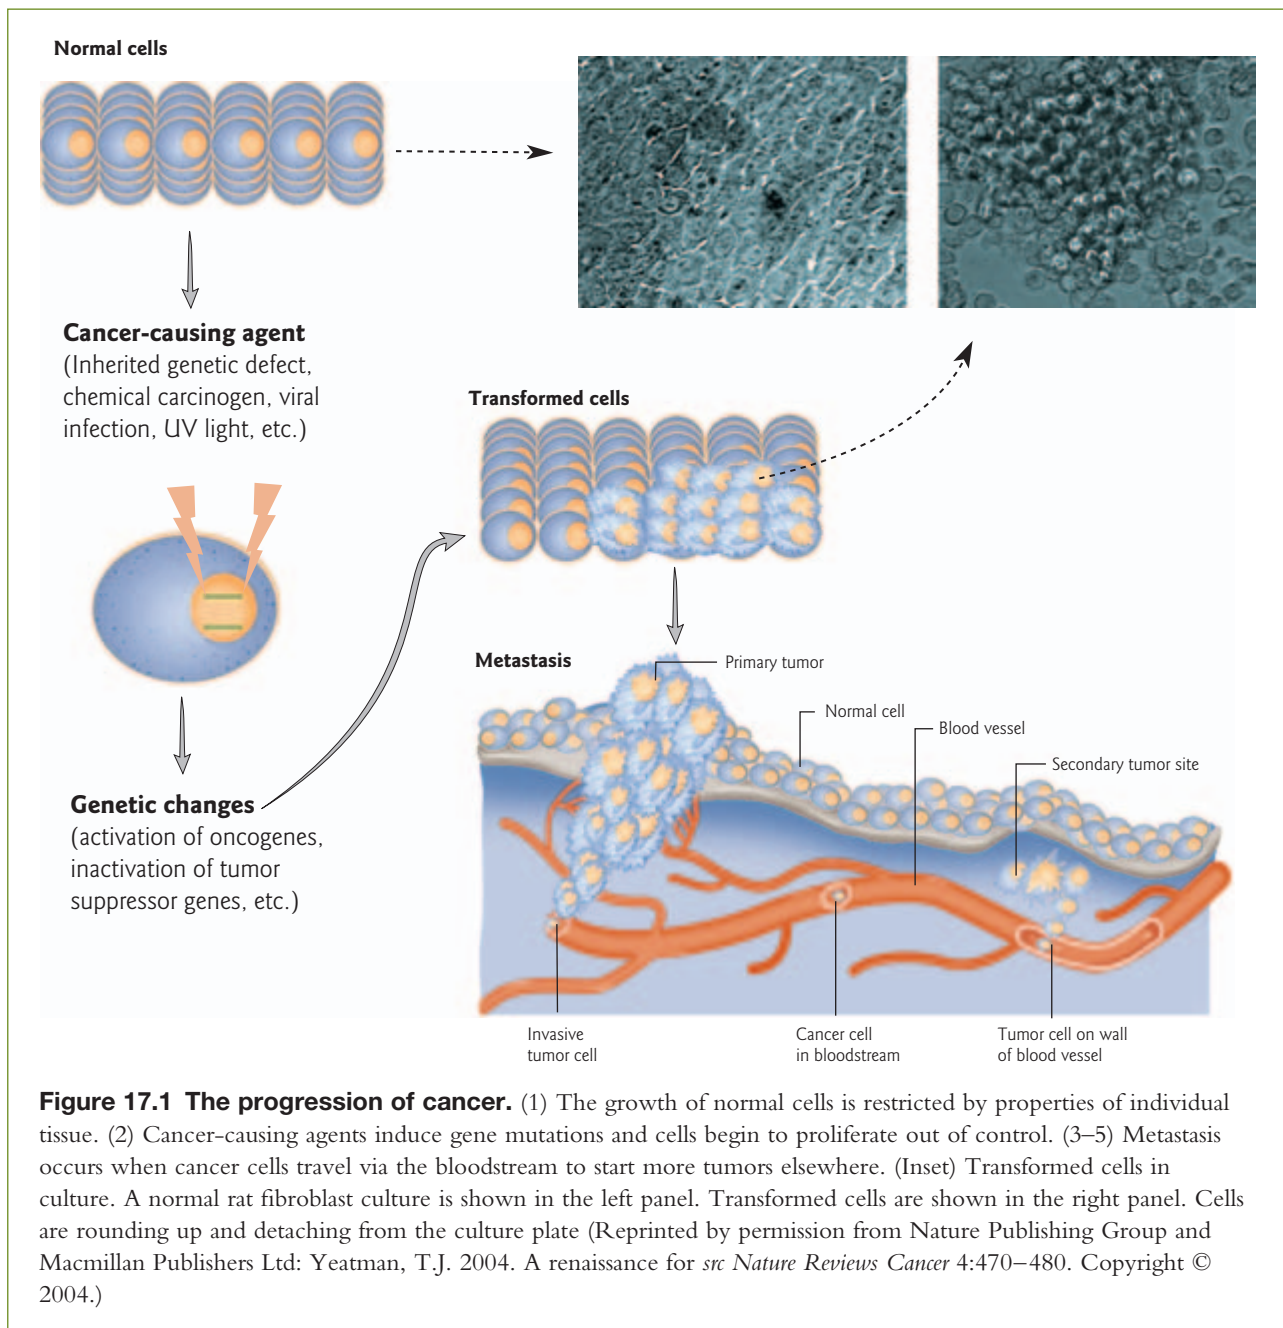 Normal cells
Cancer-causing agent
(Inherited genetic defect,
chemical carcinogen, viral
infection, UV light, etc.)
Transformed cells
Metastasis
Primary tumor
Normal cell
Blood vessel
Secondary tumor site
Genetic changes
(activation of oncogenes,
inactivation of tumor
suppressor genes, etc.)
Invasive
tumor cell
Cancer cell
in bloodstream
Tumor cell on wall
of blood vessel
Figure 17.1 The progression of cancer. (1) The growth of normal cells is restricted by properties of individual
tissue. (2) Cancer-causing agents induce gene mutations and cells begin to proliferate out of control. (3–5) Metastasis
occurs when cancer cells travel via the bloodstream to start more tumors elsewhere. (Inset) Transformed cells in
culture. A normal rat fibroblast culture is shown in the left panel. Transformed cells are shown in the right panel. Cells
are rounding up and detaching from the culture plate (Reprinted by permission from Nature Publishing Group and
Macmillan Publishers Ltd: Yeatman, T.J. 2004. A renaissance for src Nature Reviews Cancer 4:470–480. Copyright ©
2004.)